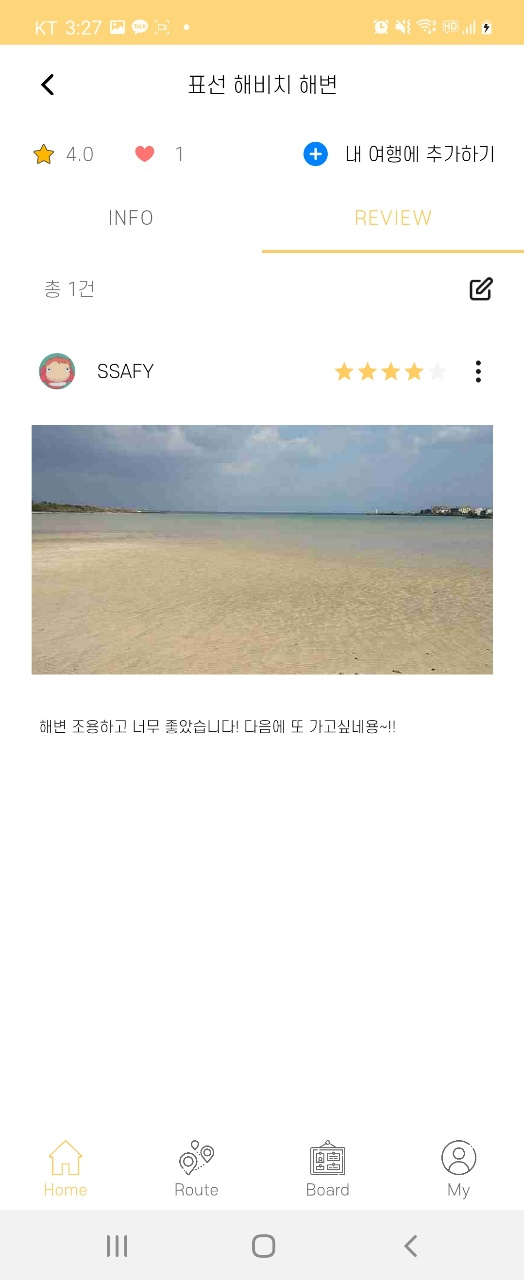 KT 3:27
표선 해비치 해변
4.0 1 내 여행에 추가하기
INFO REVIEW
총 1건
SSAFY
해변 조용하고 너무 좋았습니다! 다음에 또 가고싶네용~!!
Home Route Board My